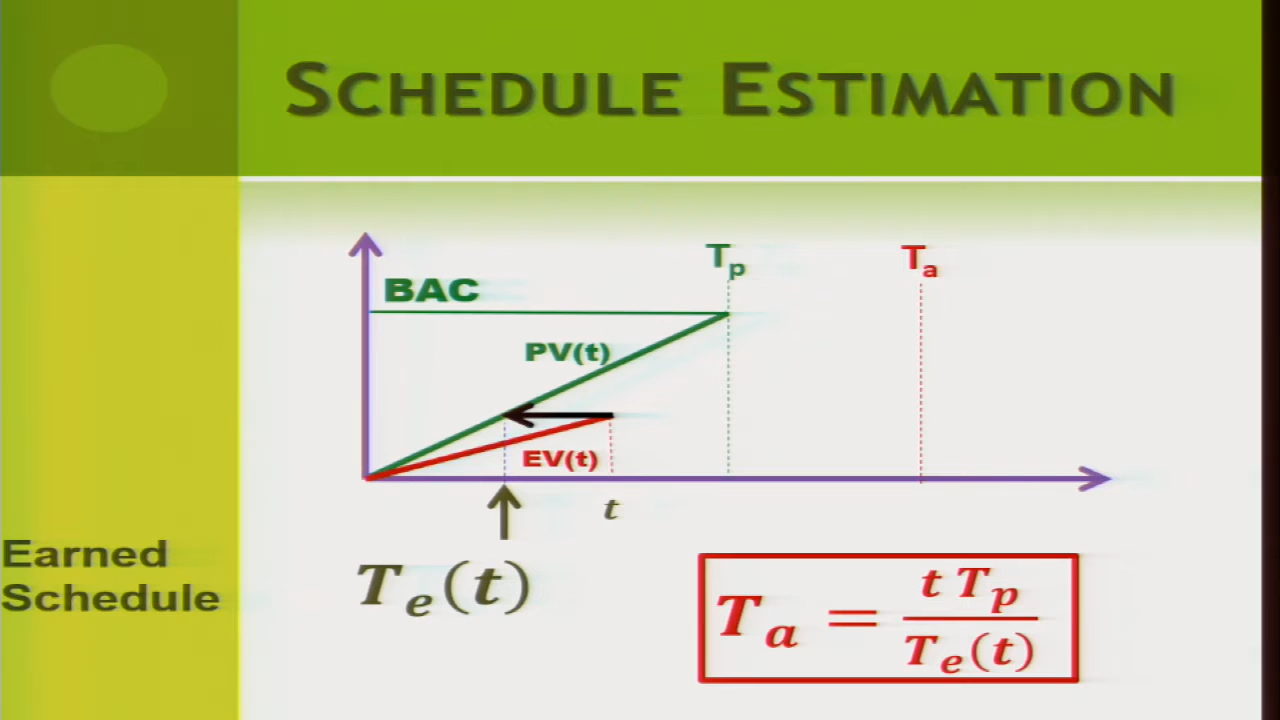 SCHEDULE ESTIMATION
Tp
Ta
BAC
PV(t)
EV(t)
t
Earned
Schedule
Te(t)
Ta = t Tp / Te(t)